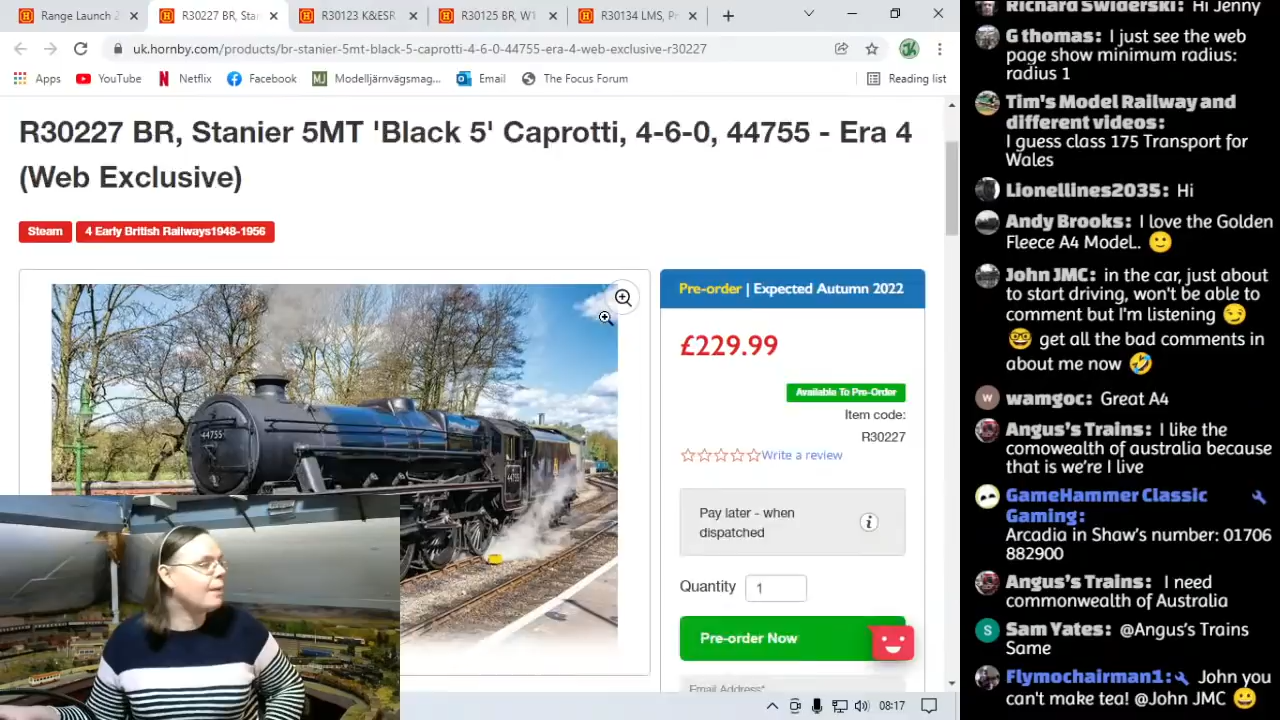 Range Launch 2
R30227 BR, Sta
R30123 K&ESR
R30125 BR, W1
R30134 LMS, Pr
uk.hornby.com/products/br-stanier-5mt-black-5-caprotti-4-6-0-44755-era-4-web-exclusive-r30227
Apps
YouTube
Netflix
Facebook
Modelljärnvägsmag...
Email
The Focus Forum
Reading list
R30227 BR, Stanier 5MT 'Black 5' Caprotti, 4-6-0, 44755 - Era 4
(Web Exclusive)
Steam
4 Early British Railways1948-1956
44755
44755
Pre-order | Expected Autumn 2022
£229.99
Available To Pre-Order
Item code:
R30227
Write a review
Pay later - when
dispatched
Quantity
1
Pre-order Now
Email Address*
08:17
Richard Swiderski: Hi Jenny
G thomas: I just see the web
page show minimum radius:
radius 1
Tim's Model Railway and
different videos:
I guess class 175 Transport for
Wales
Lionellines2035: Hi
Andy Brooks: I love the Golden
Fleece A4 Model.. 🙂
John JMC: in the car, just about
to start driving, won't be able to
comment but I'm listening 😏
🤓 get all the bad comments in
about me now 🤣
W
wamgoc: Great A4
Angus's Trains: I like the
comowealth of australia because
that is we're I live
GameHammer Classic
Gaming:
Arcadia in Shaw's number: 01706
882900
Angus's Trains: I need
commonwealth of Australia
S
Sam Yates: @Angus's Trains
Same
Flymochairman1: John you
can't make tea! @John JMC 😀